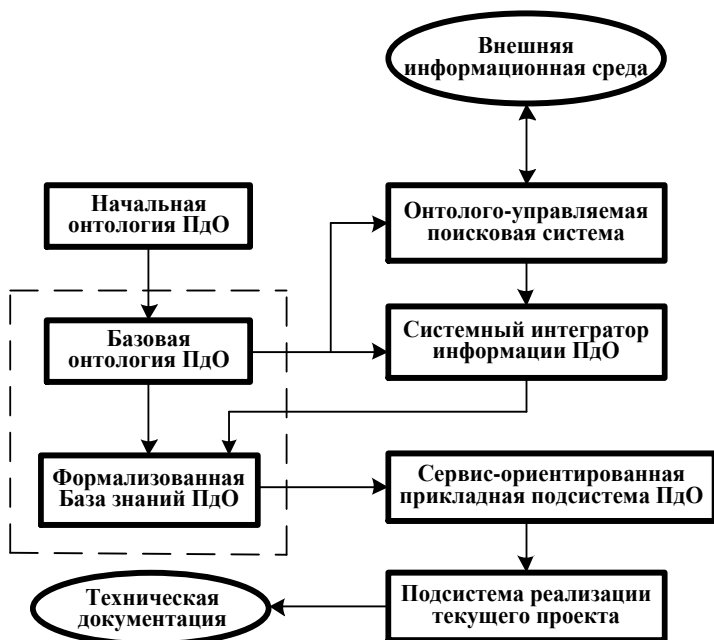 Внешняя
информационная среда
Начальная
онтология ПдО
Онтолого-управляемая
поисковая система
Базовая
онтология ПдО
Системный интегратор
информации ПдО
Формализованная
База знаний ПдО
Сервис-ориентированная
прикладная подсистема ПдО
Техническая
документация
Подсистема реализации
текущего проекта